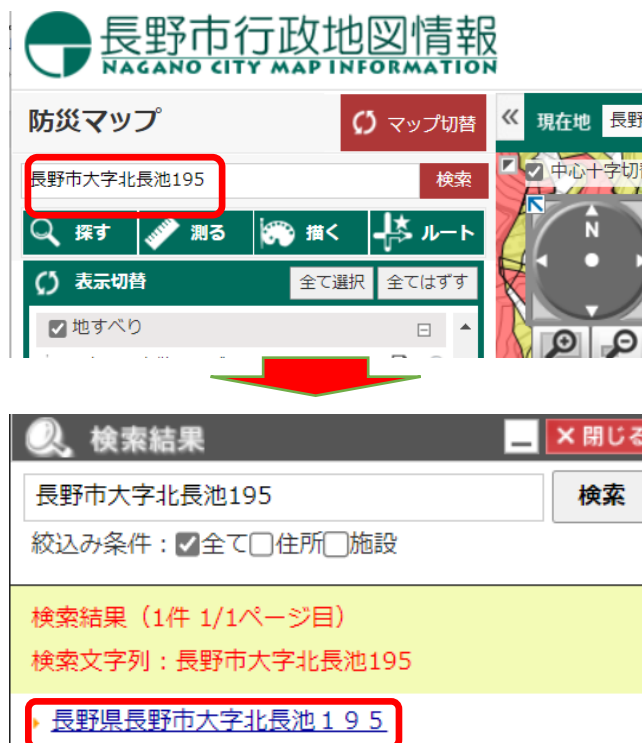 長野市行政地図情報
NAGANO CITY MAP INFORMATION
防災マップ
マップ切替
« 現在地 長野
長野市大字北長池195
検索
中心十字切
探す 測る 描く ルート
N
表示切替 全て選択 全てはずす
地すべり
検索結果
×閉じる
長野市大字北長池195
検索
絞込み条件:全て 住所 施設
検索結果(1件 1/1ページ目)
検索文字列:長野市大字北長池195
長野県長野市大字北長池195